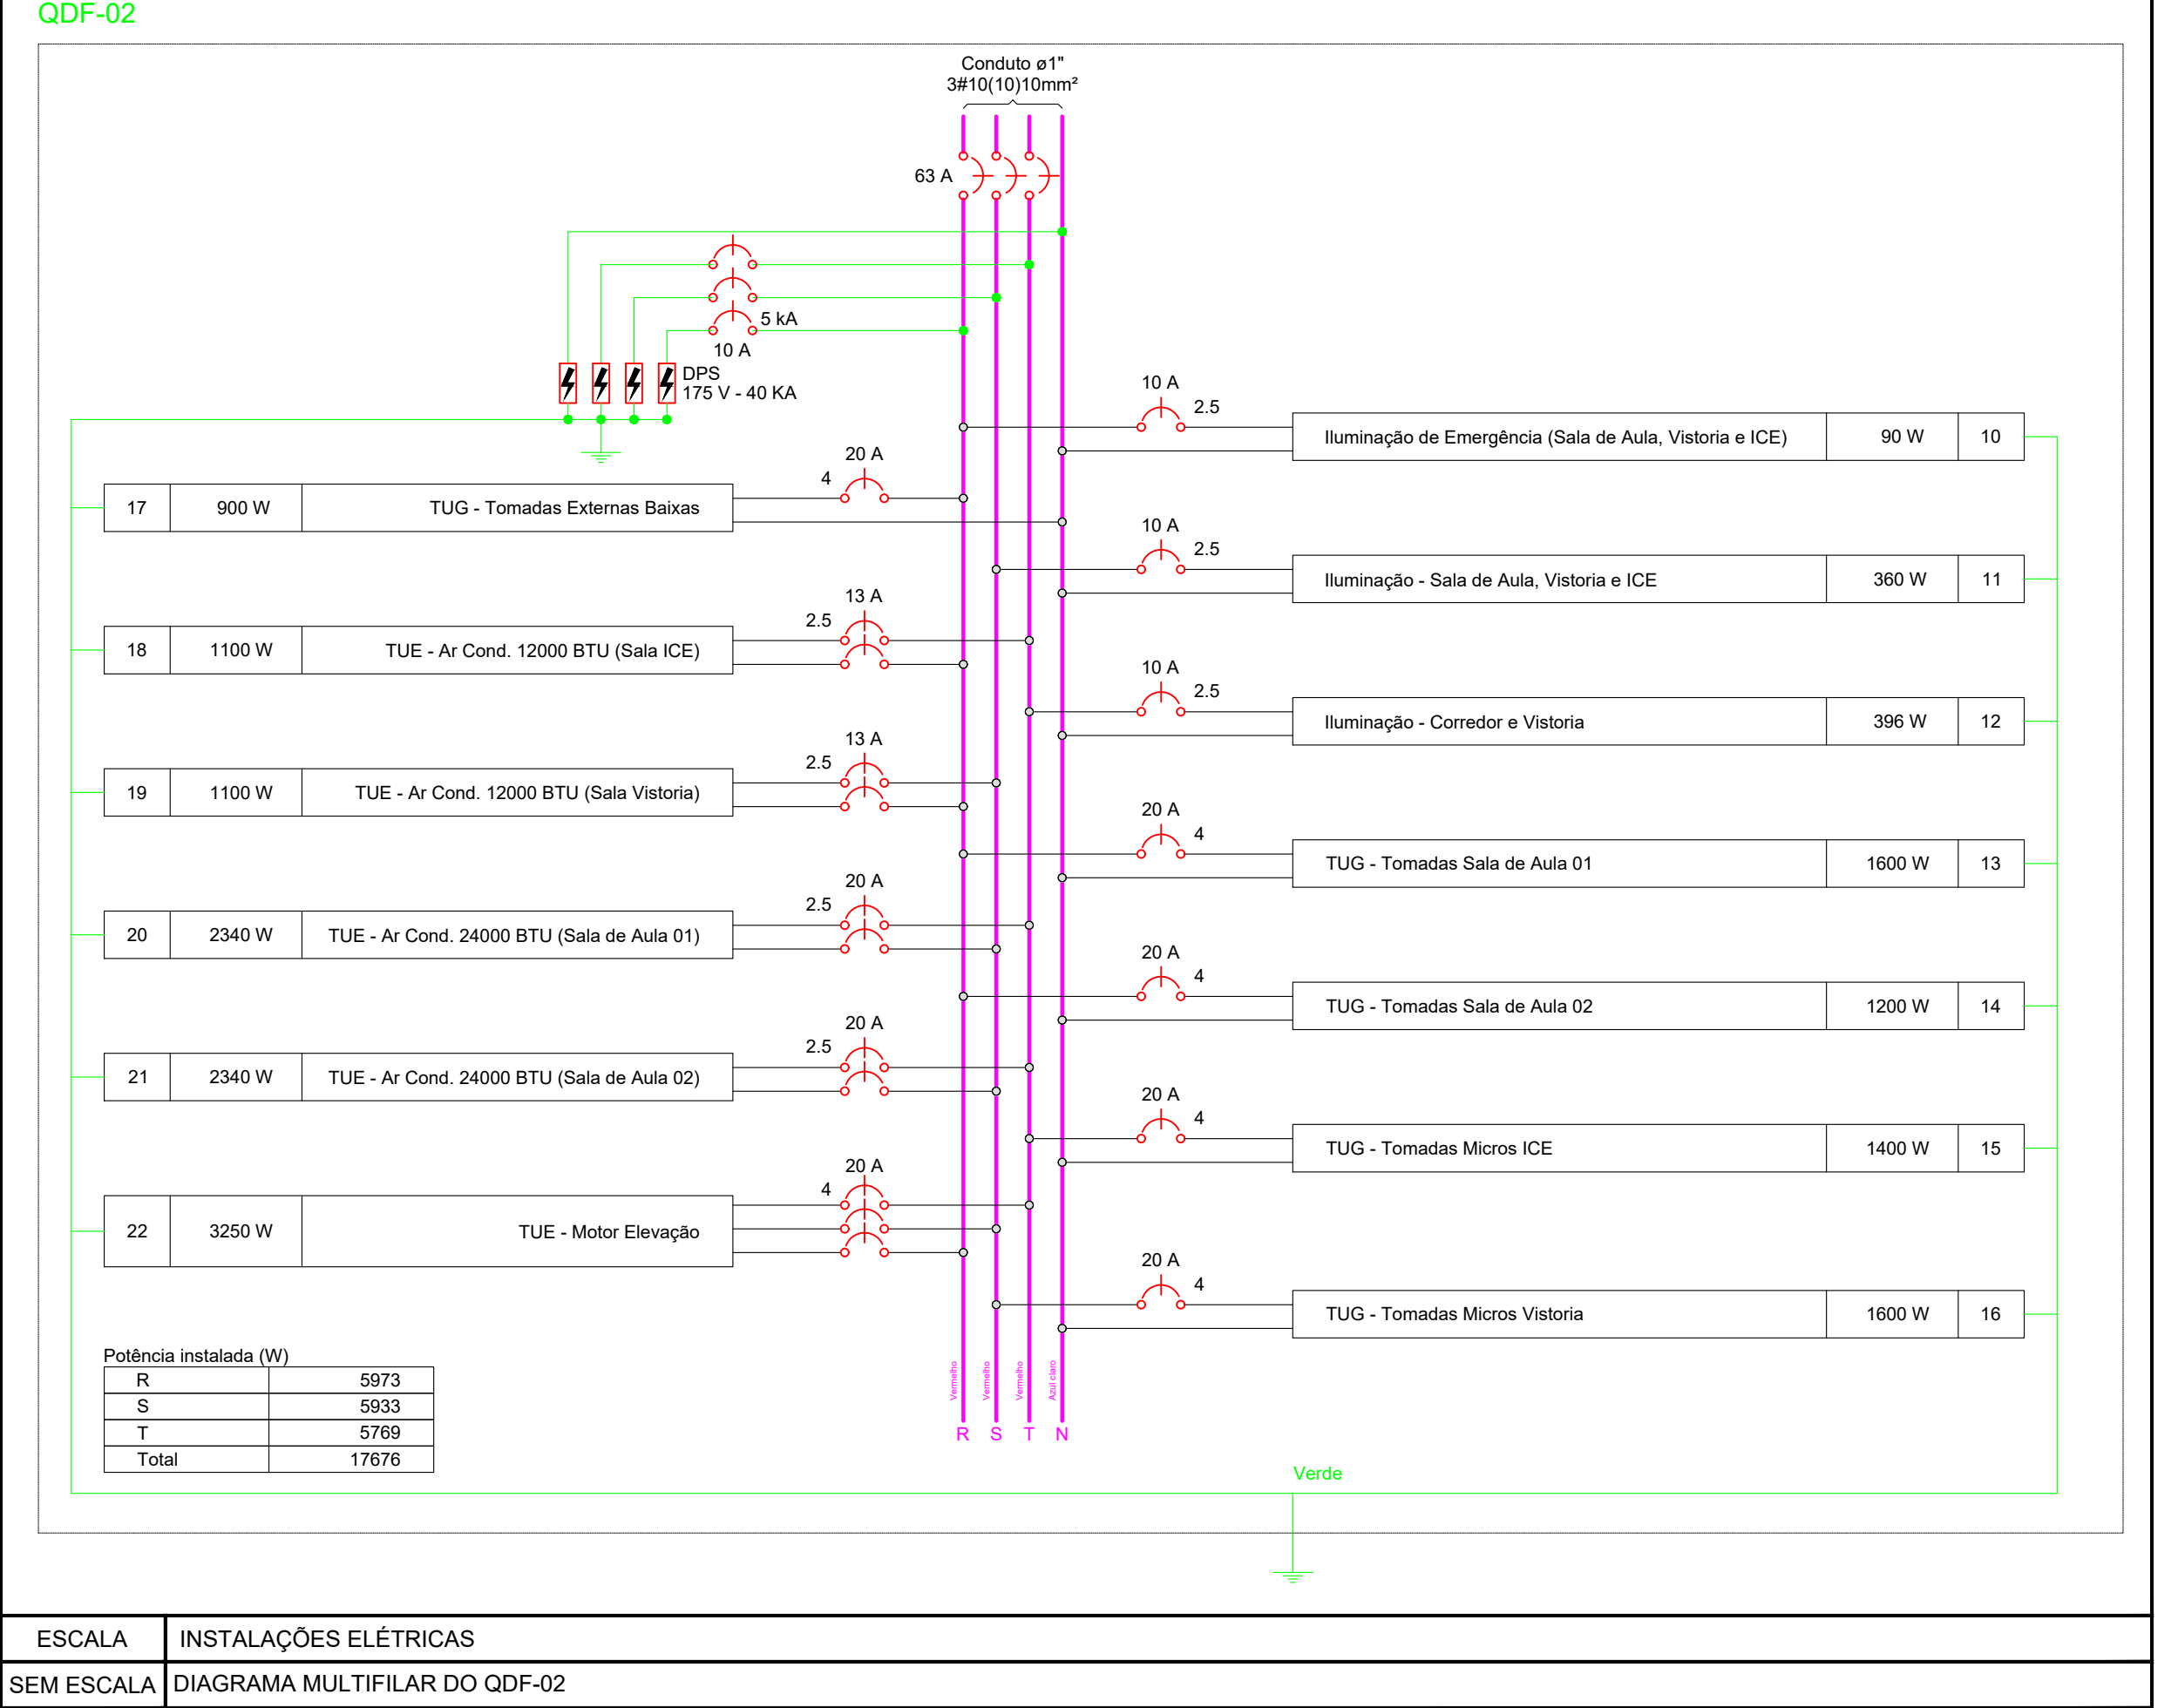 QDF-02
Conduto ø1"
3#10(10)10mm²
63 A
5 kA
10 A
DPS
175 V - 40 KA
10 A
2.5
Iluminação de Emergência (Sala de Aula, Vistoria e ICE) 90 W 10
20 A
4
17 900 W TUG - Tomadas Externas Baixas
10 A
2.5
Iluminação - Sala de Aula, Vistoria e ICE 360 W 11
13 A
2.5
18 1100 W TUE - Ar Cond. 12000 BTU (Sala ICE)
10 A
2.5
Iluminação - Corredor e Vistoria 396 W 12
13 A
2.5
19 1100 W TUE - Ar Cond. 12000 BTU (Sala Vistoria)
20 A
4
TUG - Tomadas Sala de Aula 01 1600 W 13
20 A
2.5
20 2340 W TUE - Ar Cond. 24000 BTU (Sala de Aula 01)
20 A
4
TUG - Tomadas Sala de Aula 02 1200 W 14
20 A
2.5
21 2340 W TUE - Ar Cond. 24000 BTU (Sala de Aula 02)
20 A
4
TUG - Tomadas Micros ICE 1400 W 15
20 A
4
22 3250 W TUE - Motor Elevação
20 A
4
TUG - Tomadas Micros Vistoria 1600 W 16
Potência instalada (W)
R 5973
S 5933
T 5769
Total 17676
Vermelho
Vermelho
Vermelho
Azul claro
R S T N
Verde
ESCALA INSTALAÇÕES ELÉTRICAS
SEM ESCALA DIAGRAMA MULTIFILAR DO QDF-02